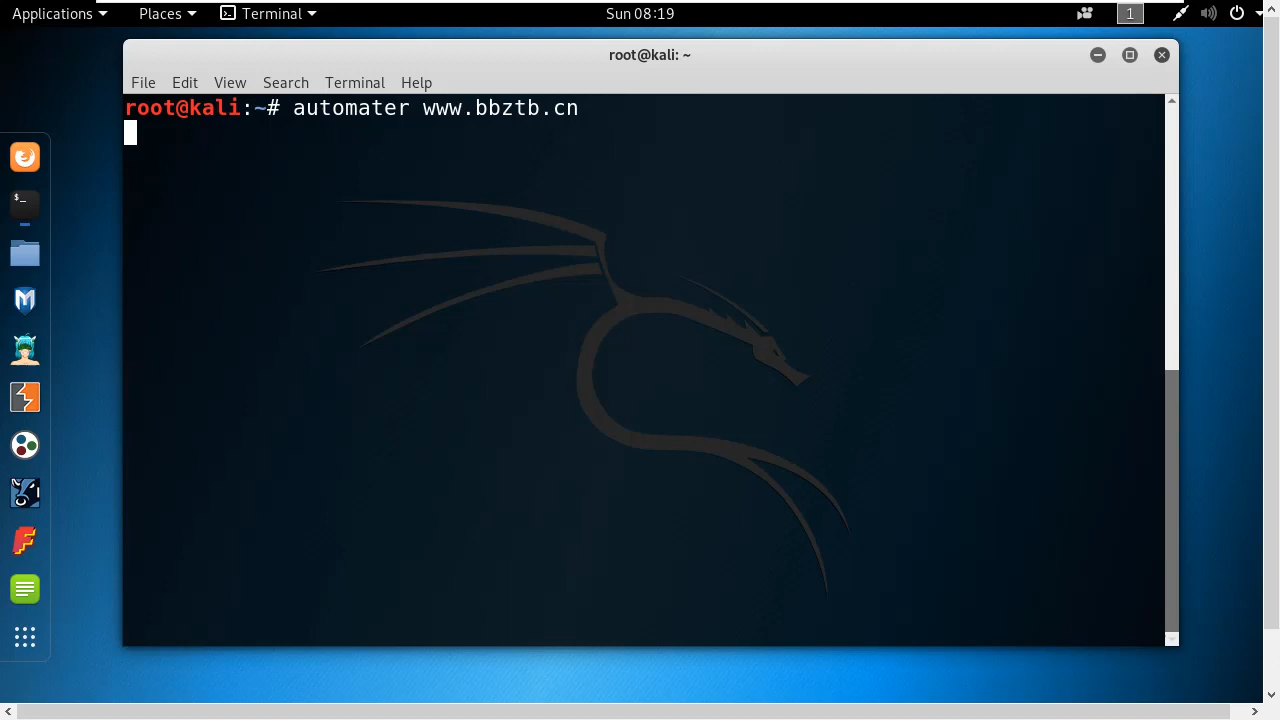 Applications Places Terminal Sun 08:19 1
root@kali: ~
File Edit View Search Terminal Help
root@kali:~# automater www.bbztb.cn
$_